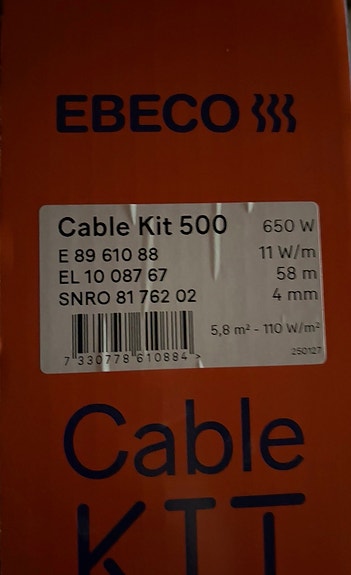 EBECO
Cable Kit 500 650 W
E 89 610 88 11 W/m
EL 10 087 67 58 m
SNRO 81 762 02 4 mm
5,8 m² - 110 W/m²
7 330778 610884 >
250127
Cable
KIT